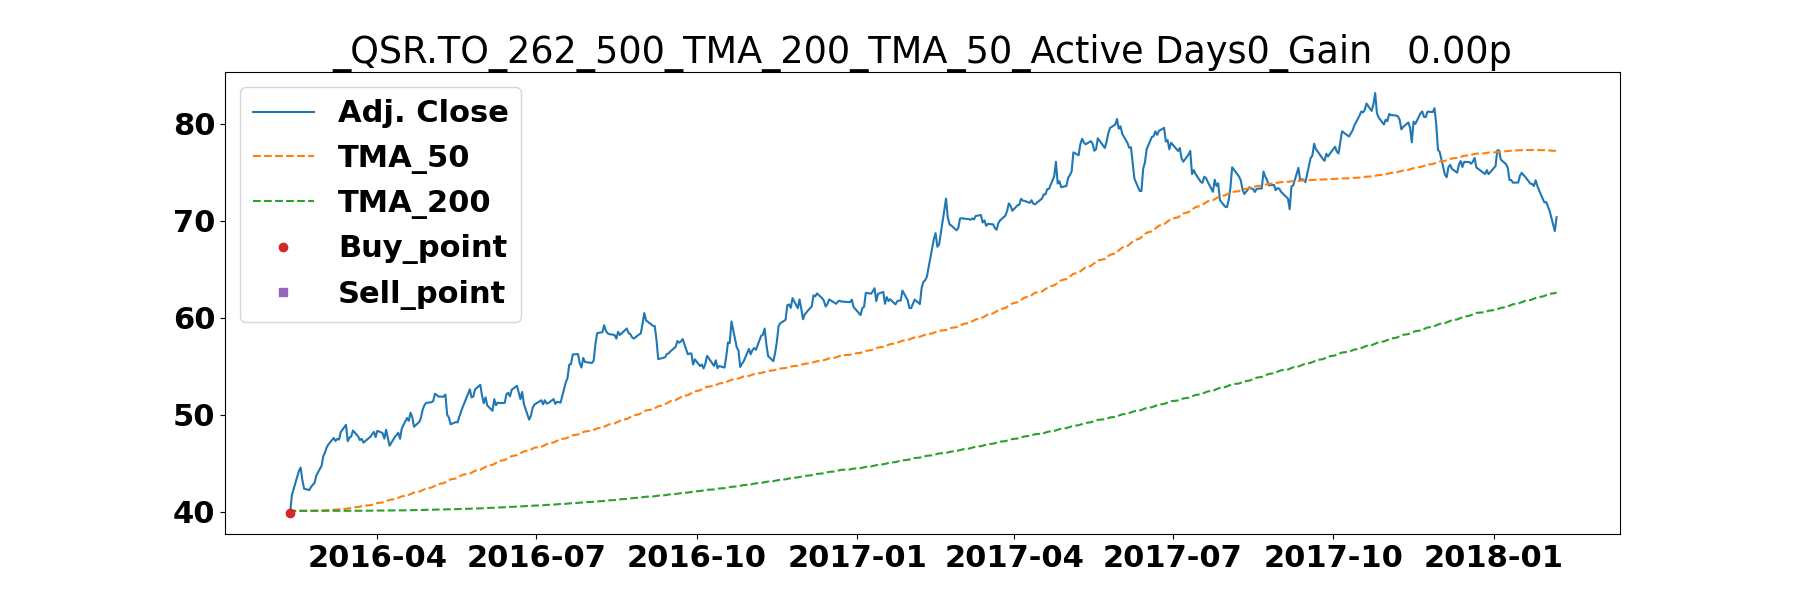 _QSR.TO_262_500_TMA_200_TMA_50_Active Days0_Gain   0.00p
Adj. Close
TMA_50
TMA_200
Buy_point
Sell_point
80
70
60
50
40
2016-04 2016-07 2016-10 2017-01 2017-04 2017-07 2017-10 2018-01